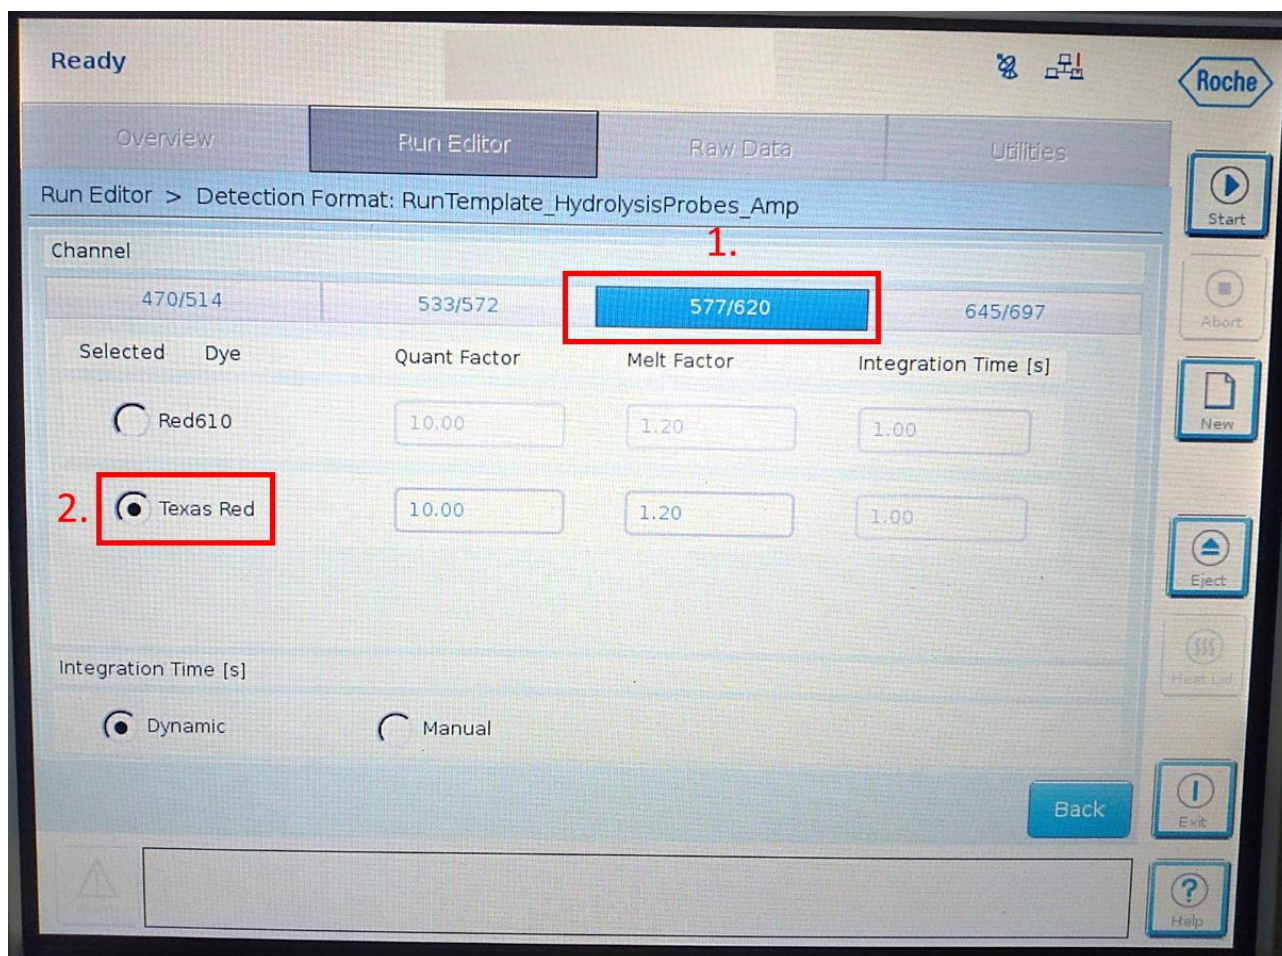 Ready
Roche
Overview Run Editor Raw Data Utilities
Run Editor > Detection Format: RunTemplate_HydrolysisProbes_Amp
Start
1.
Channel
470/514 533/572 577/620 645/697
Abort
Selected Dye Quant Factor Melt Factor Integration Time [s]
Red610 10.00 1.20 1.00
New
2. Texas Red 10.00 1.20 1.00
Eject
Integration Time [s]
Heat Lid
Dynamic Manual
Back
Exit
Help